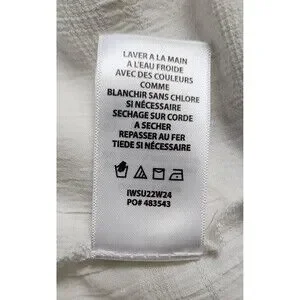 LAVER A LA MAIN
A L'EAU FROIDE
AVEC DES COULEURS
COMME
BLANCHIR SANS CHLORE
SI NÉCESSAIRE
SECHAGE SUR CORDE
A SECHER
REPASSER AU FER
TIEDE SI NÉCESSAIRE
IWSU22W24
PO# 483543